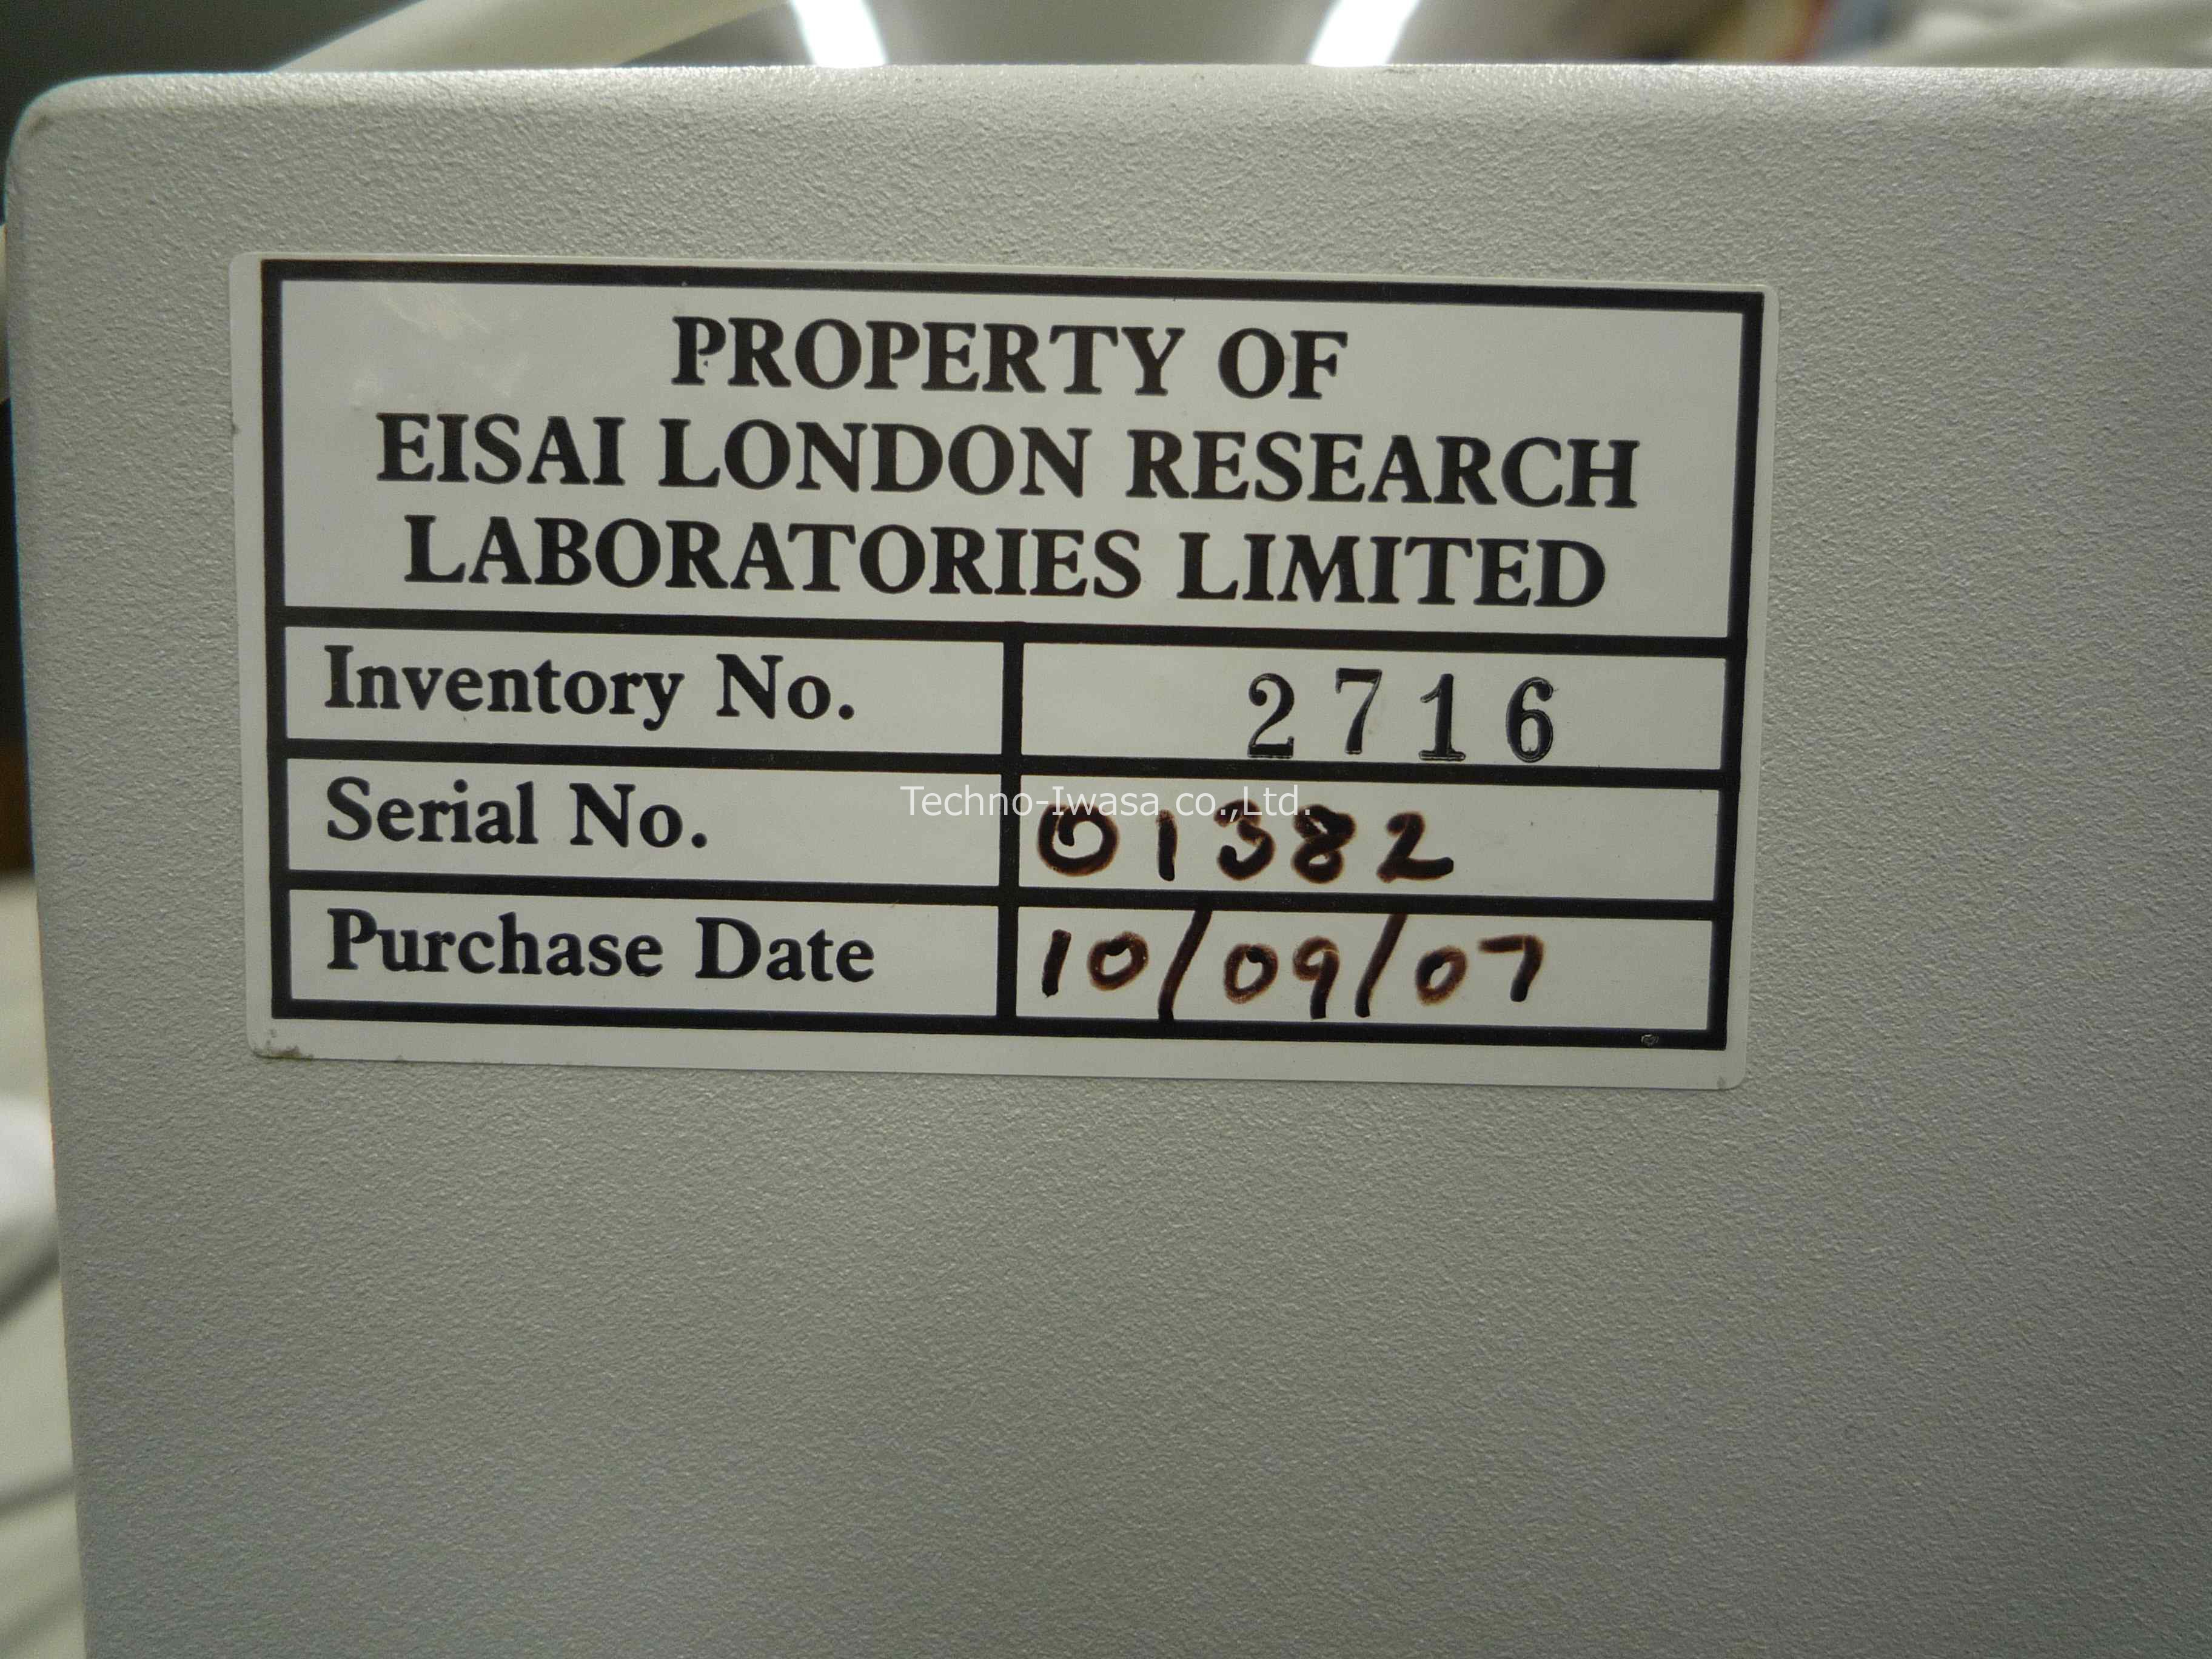 PROPERTY OF
EISAI LONDON RESEARCH
LABORATORIES LIMITED
Inventory No. 2716
Serial No. 01382
Techno-Iwasa co.,Ltd.
Purchase Date 10/09/07